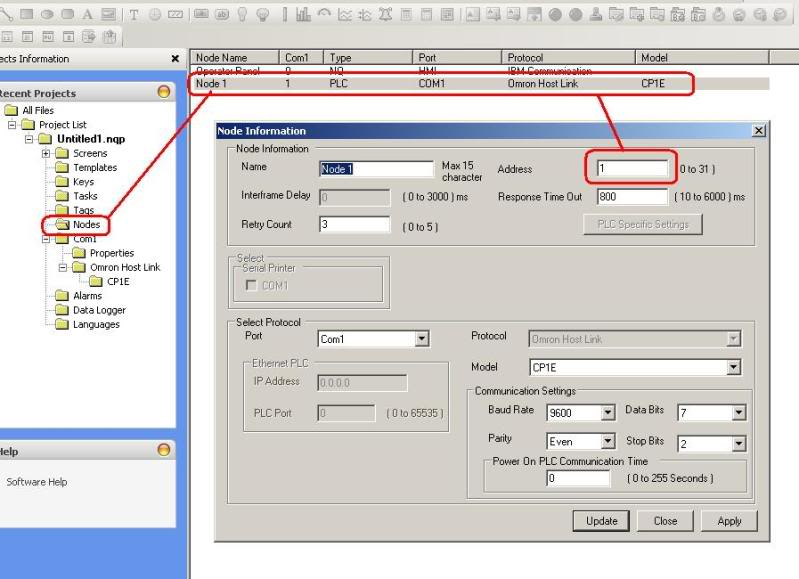 ects Information
Node Name Com1 Type Port Protocol Model
Operator Panel 0 NQ HMI IBM Communication
Node 1 1 PLC COM1 Omron Host Link CP1E
ecent Projects
All Files
Project List
Untitled1.nqp
Screens
Templates
Keys
Tasks
Tags
Nodes
Com1
Properties
Omron Host Link
CP1E
Alarms
Data Logger
Languages
Help
Software Help
Node Information
Node Information
Name Node 1 Max 15 character
Address 1 0 to 31 )
Interframe Delay 0 ( 0 to 3000 ) ms
Response Time Out 800 ( 10 to 6000 ) ms
Retry Count 3 ( 0 to 5 )
PLC Specific Settings
Select
Serial Printer
COM1
Select Protocol
Port Com1
Protocol Omron Host Link
Ethernet PLC
IP Address 0.0.0.0
PLC Port 0 ( 0 to 65535 )
Model CP1E
Communication Settings
Baud Rate 9600 Data Bits 7
Parity Even Stop Bits 2
Power On PLC Communication Time
0 ( 0 to 255 Seconds )
Update Close Apply